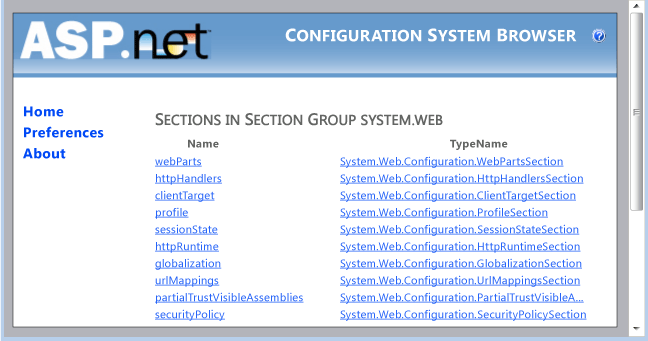 ASP.net
CONFIGURATION SYSTEM BROWSER ?
Home
Preferences
About
SECTIONS IN SECTION GROUP SYSTEM.WEB
Name TypeName
webParts System.Web.Configuration.WebPartsSection
httpHandlers System.Web.Configuration.HttpHandlersSection
clientTarget System.Web.Configuration.ClientTargetSection
profile System.Web.Configuration.ProfileSection
sessionState System.Web.Configuration.SessionStateSection
httpRuntime System.Web.Configuration.HttpRuntimeSection
globalization System.Web.Configuration.GlobalizationSection
urlMappings System.Web.Configuration.UrlMappingsSection
partialTrustVisibleAssemblies System.Web.Configuration.PartialTrustVisibleA...
securityPolicy System.Web.Configuration.SecurityPolicySection